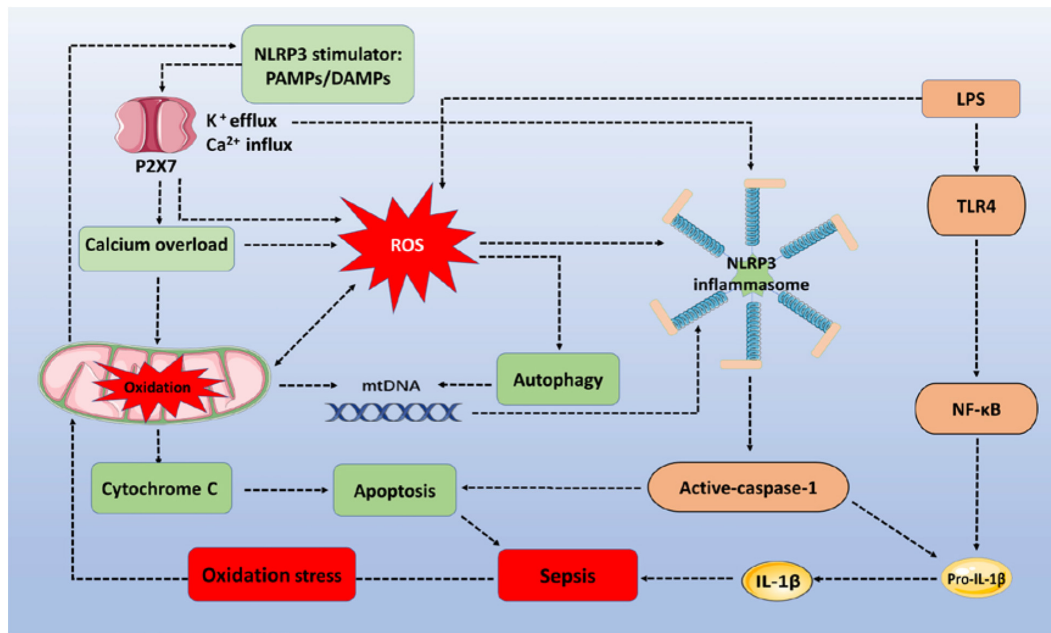 NLRP3 stimulator:
PAMPs/DAMPs
LPS
K⁺ efflux
Ca²⁺ influx
P2X7
TLR4
Calcium overload
ROS
NLRP3
inflammasome
Oxidation
mtDNA
Autophagy
NF-κB
Cytochrome C
Apoptosis
Active-caspase-1
Oxidation stress
Sepsis
IL-1β
Pro-IL-1β